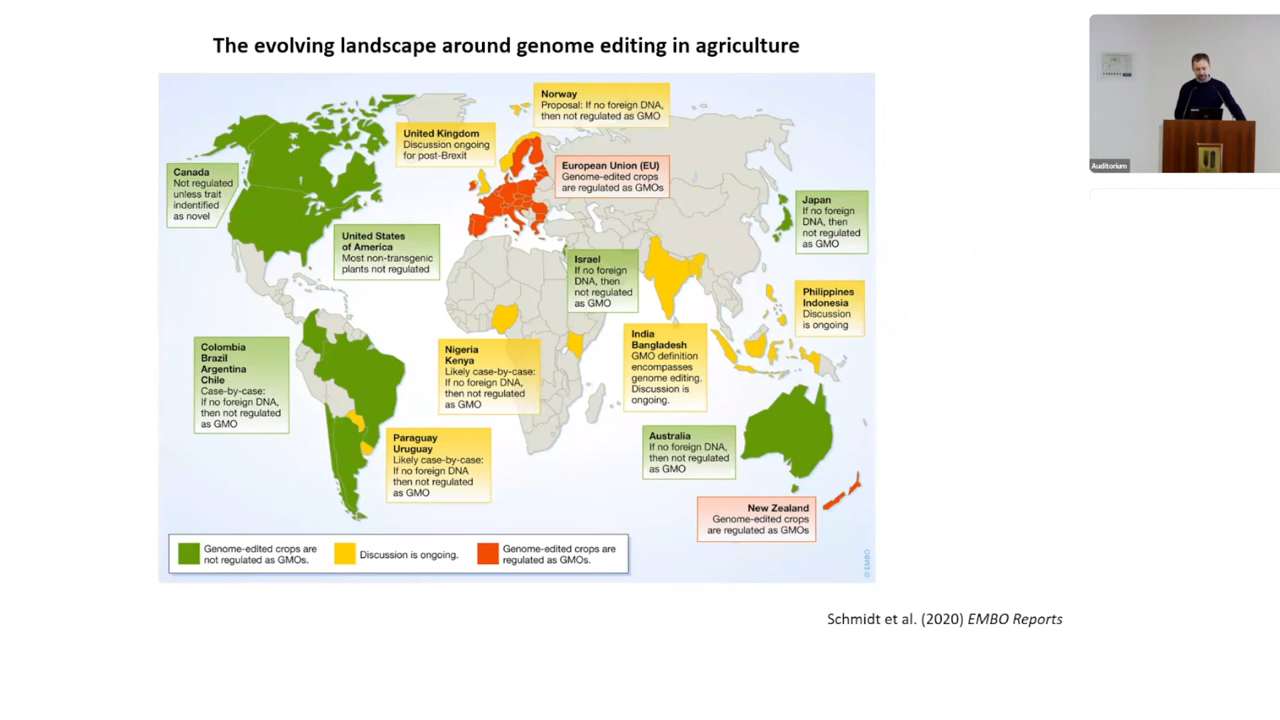 The evolving landscape around genome editing in agriculture
Norway
Proposal: If no foreign DNA,
then not regulated as GMO
United Kingdom
Discussion ongoing
for post-Brexit
European Union (EU)
Genome-edited crops
are regulated as GMOs
Canada
Not regulated
unless trait
indentified
as novel
United States
of America
Most non-transgenic
plants not regulated
Japan
If no foreign
DNA, then
not regulated
as GMO
Israel
If no foreign
DNA, then
not regulated
as GMO
Philippines
Indonesia
Discussion
is ongoing
India
Bangladesh
GMO definition
encompasses
genome editing.
Discussion is
ongoing.
Colombia
Brazil
Argentina
Chile
Case-by-case:
If no foreign DNA,
then not regulated
as GMO
Nigeria
Kenya
Likely case-by-case:
If no foreign DNA,
then not regulated
as GMO
Paraguay
Uruguay
Likely case-by-case:
If no foreign DNA
then not regulated
as GMO
Australia
If no foreign DNA,
then not regulated
as GMO
New Zealand
Genome-edited crops
are regulated as GMOs
Genome-edited crops are
not regulated as GMOs.
Discussion is ongoing.
Genome-edited crops are
regulated as GMOs.
© EMBO
Schmidt et al. (2020) EMBO Reports
Auditorium